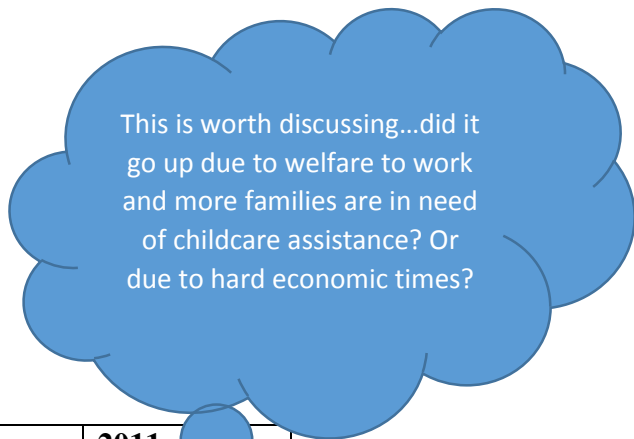 This is worth discussing…did it
go up due to welfare to work
and more families are in need
of childcare assistance? Or
due to hard economic times?
2011